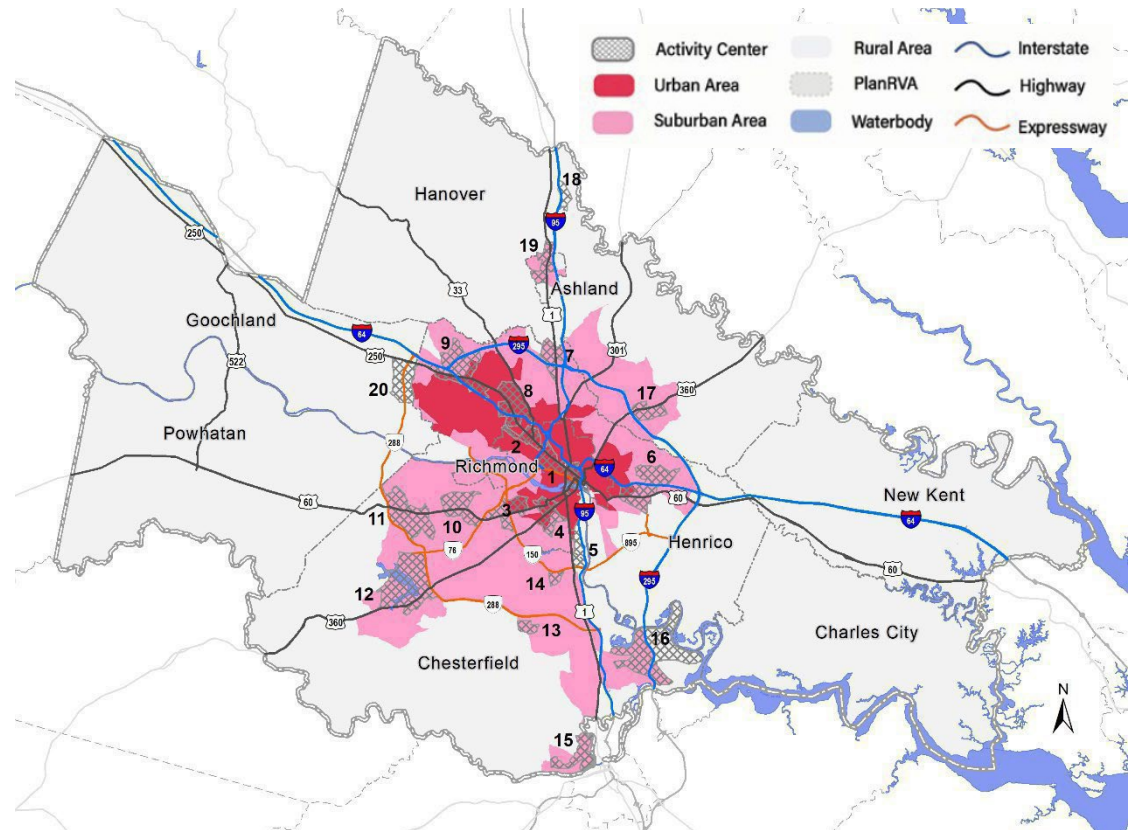 Activity Center
Rural Area
Interstate
Urban Area
PlanRVA
Highway
Suburban Area
Waterbody
Expressway
18
Hanover
95
250
19
Ashland
33
Goochland
1
64
295
301
9
7
250
522
20
360
17
8
Powhatan
288
2
Richmond
64
6
1
60
60
New Kent
11
10
3
95
64
4
Henrico
895
5
76
150
60
14
295
12
288
1
360
13
16
Charles City
Chesterfield
N
15